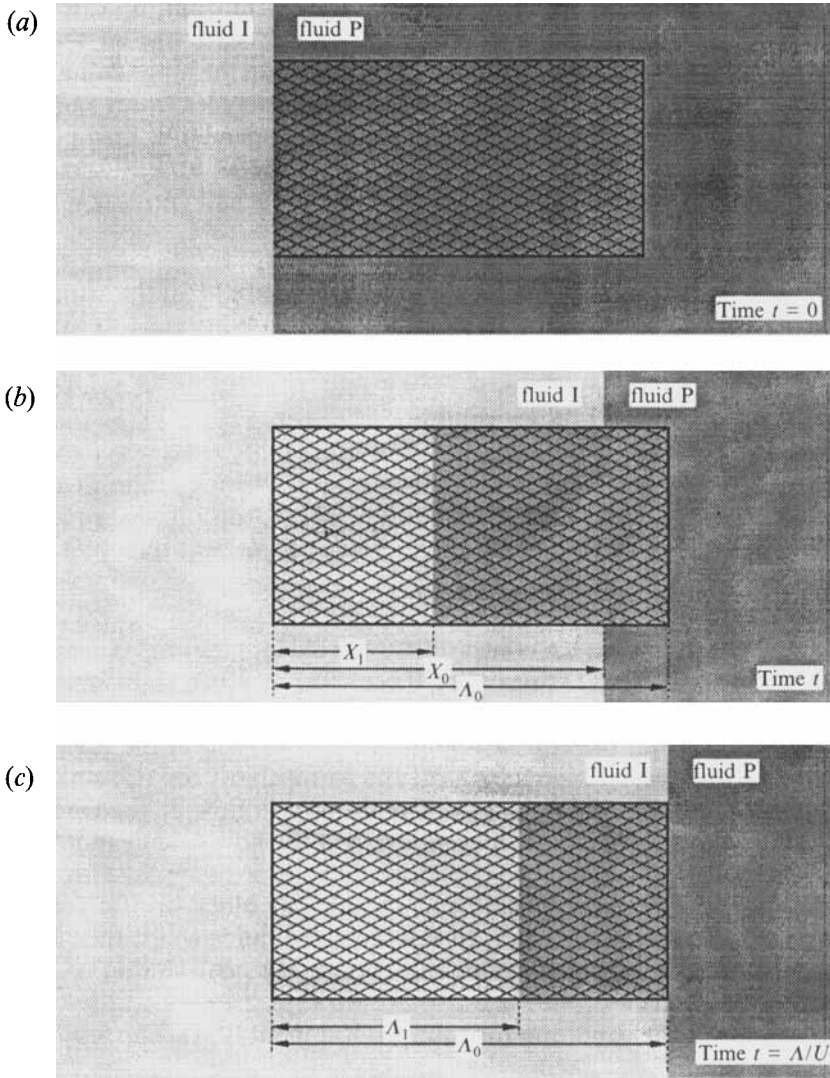 (a)
fluid I fluid P
Time t = 0
(b)
fluid I fluid P
X₁
X₀
Λ₀
Time t
(c)
fluid I fluid P
Λ₁
Λ₀
Time t = Λ/U